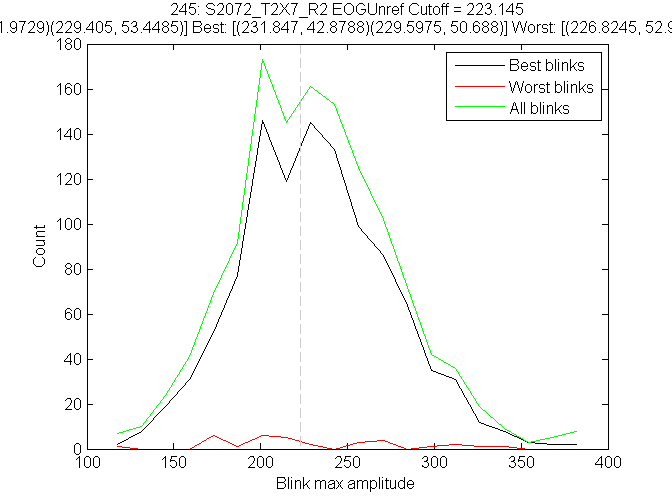 245: S2072_T2X7_R2 EOGUnref Cutoff = 223.145
1.9729)(229.405, 53.4485)] Best: [(231.847, 42.8788)(229.5975, 50.688)] Worst: [(226.8245, 52.9
180
160
140
120
100
80
60
40
20
0
Count
Best blinks
Worst blinks
All blinks
100 150 200 250 300 350 400
Blink max amplitude